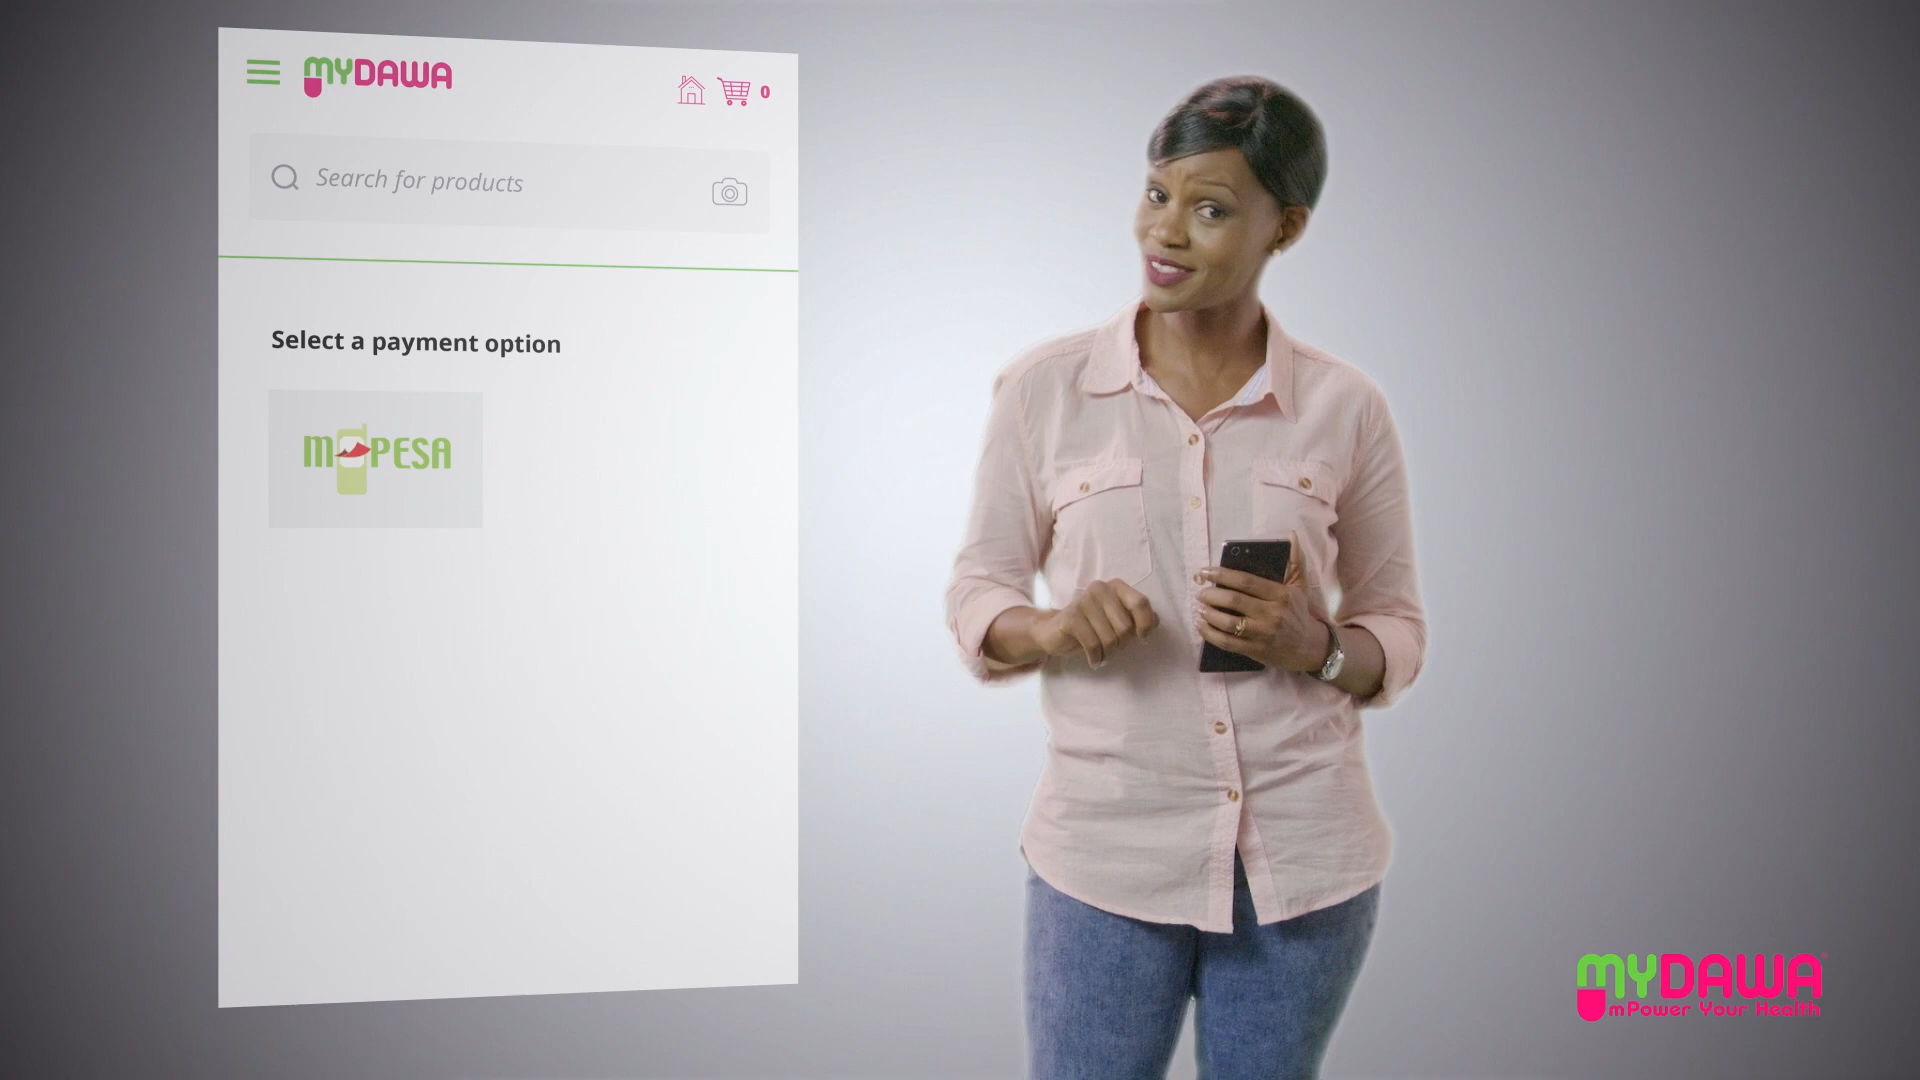 MYDAWA
0
Search for products
Select a payment option
M PESA
MYDAWA
mPower Your Health